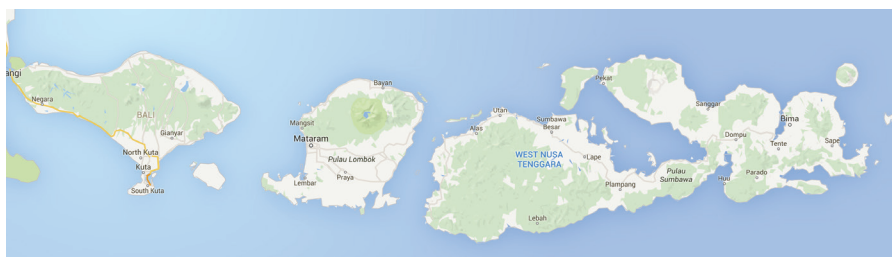 angi
Negara
BALI
Gianyar
North Kuta
Kuta
South Kuta
Bayan
Mangsit
Mataram
Pulau Lombok
Lembar
Praya
Alas
Utan
Sumbawa
Besar
WEST NUSA
TENGGARA
Lape
Plampang
Lebah
Pekat
Sanggar
Pulau
Sumbawa
Huu
Dompu
Bima
Tente
Sape
Parado